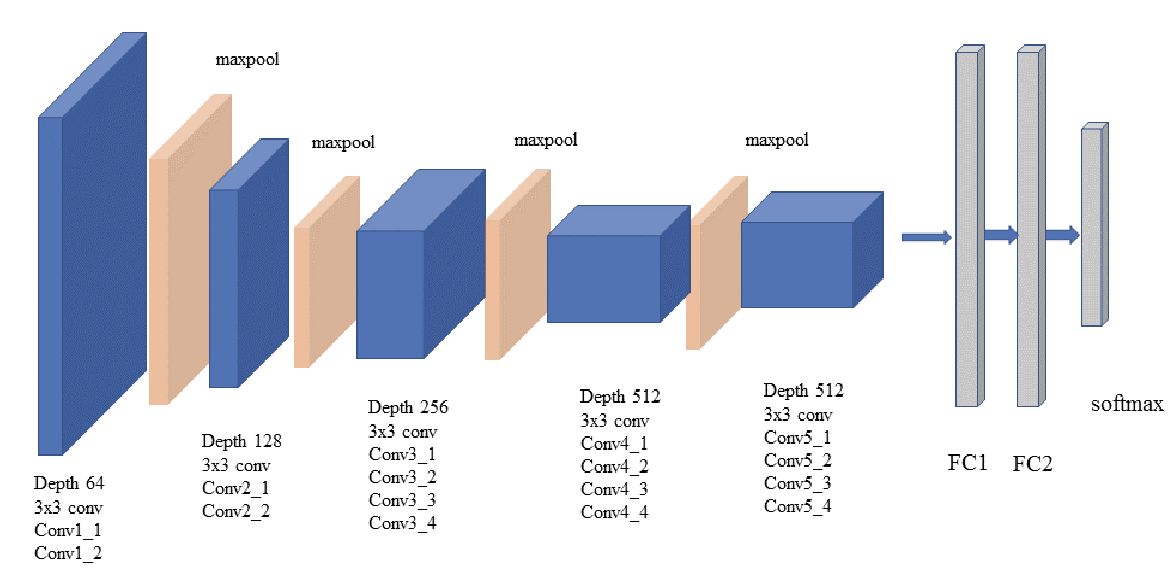 maxpool
maxpool
maxpool
maxpool
Depth 64
3x3 conv
Conv1_1
Conv1_2
Depth 128
3x3 conv
Conv2_1
Conv2_2
Depth 256
3x3 conv
Conv3_1
Conv3_2
Conv3_3
Conv3_4
Depth 512
3x3 conv
Conv4_1
Conv4_2
Conv4_3
Conv4_4
Depth 512
3x3 conv
Conv5_1
Conv5_2
Conv5_3
Conv5_4
FC1
FC2
softmax